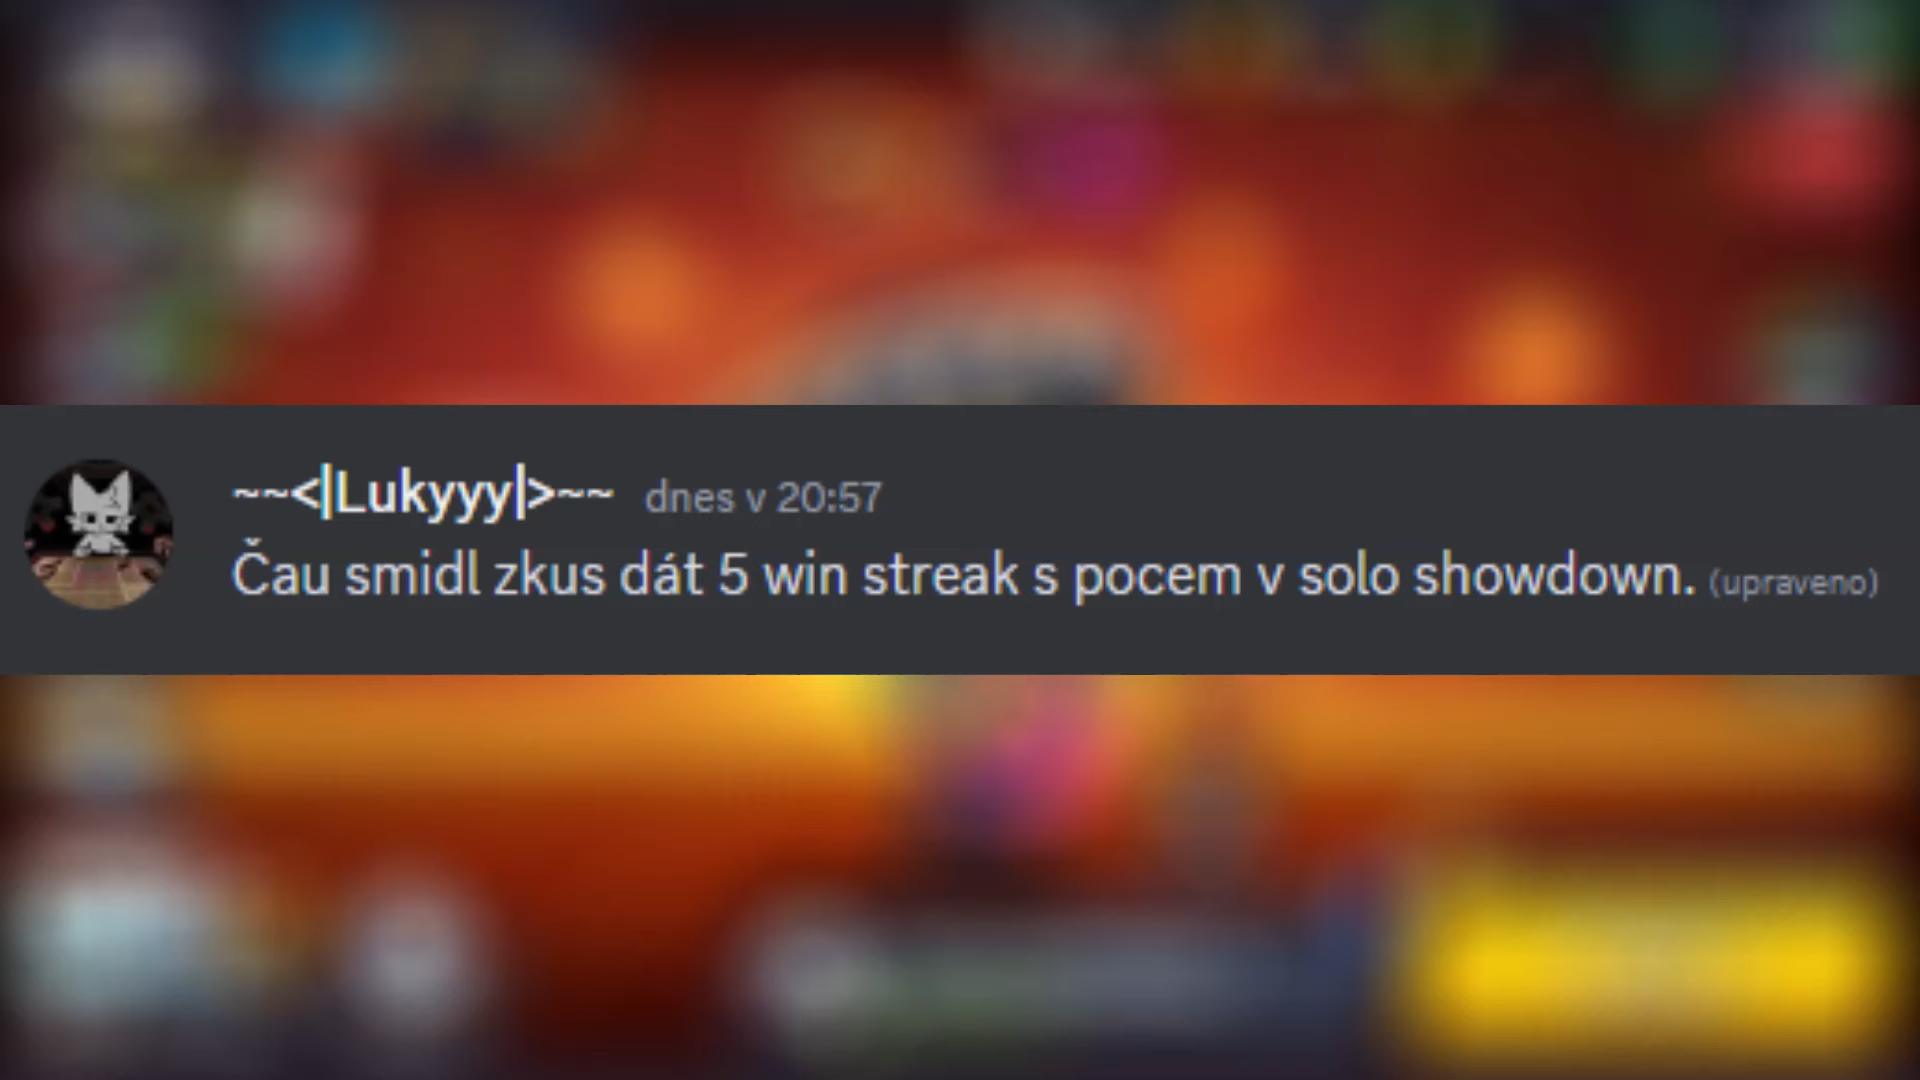 ~~<|Lukyyy|>~~ dnes v 20:57
Čau smidl zkus dát 5 win streak s pocem v solo showdown. (upraveno)